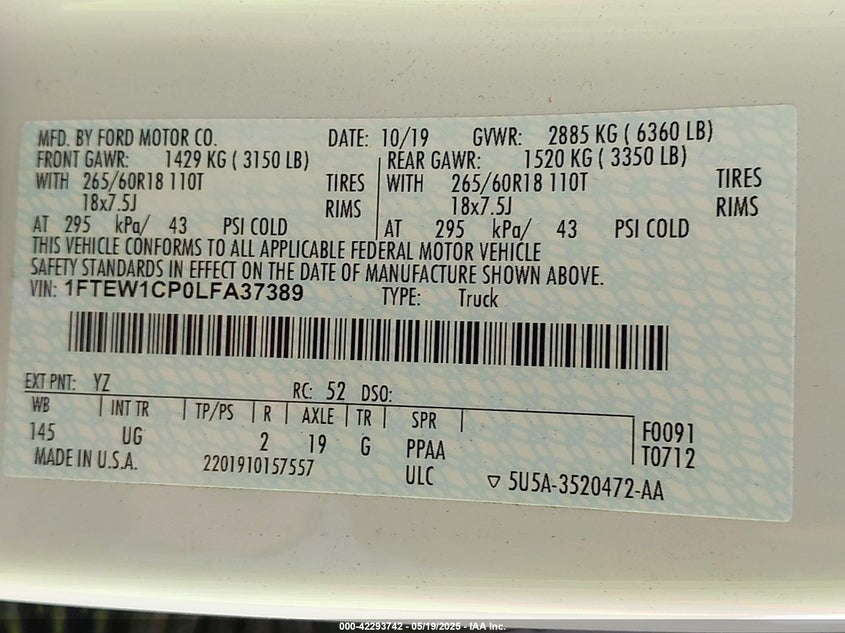 MFD. BY FORD MOTOR CO. DATE: 10/19 GVWR: 2885 KG ( 6360 LB)
FRONT GAWR: 1429 KG ( 3150 LB) REAR GAWR: 1520 KG ( 3350 LB)
WITH 265/60R18 110T TIRES WITH 265/60R18 110T TIRES
18x7.5J RIMS 18x7.5J RIMS
AT 295 kPa/ 43 PSI COLD AT 295 kPa/ 43 PSI COLD
THIS VEHICLE CONFORMS TO ALL APPLICABLE FEDERAL MOTOR VEHICLE
SAFETY STANDARDS IN EFFECT ON THE DATE OF MANUFACTURE SHOWN ABOVE.
VIN: 1FTEW1CP0LFA37389 TYPE: Truck
EXT PNT: YZ RC: 52 DSO:
WB INT TR TP/PS R AXLE TR SPR F0091
145 UG 2 19 G PPAA T0712
MADE IN U.S.A. 2201910157557 ULC ▽ 5U5A-3520472-AA
000-42293742 - 05/19/2025 - IAA Inc.